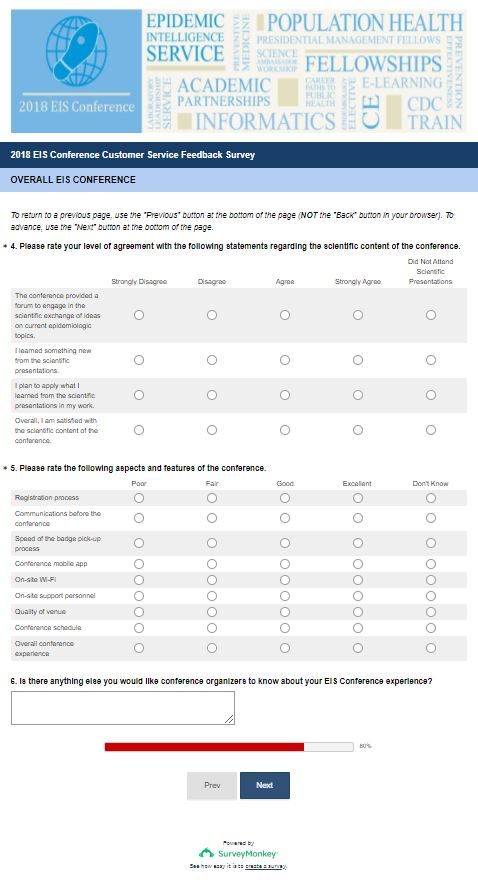 EPIDEMIC
INTELLIGENCE
SERVICE
PREVENTIVE
MEDICINE
POPULATION HEALTH
PRESIDENTIAL MANAGEMENT FELLOWS
SCIENCE
AMBASSADOR
WORKSHOP
FELLOWSHIPS
PREVENTION
EFFECTIVENESS
LABORATORY
LEADERSHIP
SERVICE
ACADEMIC
PARTNERSHIPS
CAREER
PATHS TO
PUBLIC
HEALTH
EPIDEMIOLOGY
ELECTIVE
E-LEARNING
CE
CDC
TRAIN
INFORMATICS
2018 EIS Conference
2018 EIS Conference Customer Service Feedback Survey
OVERALL EIS CONFERENCE
To return to a previous page, use the "Previous" button at the bottom of the page (NOT the "Back" button in your browser). To
advance, use the "Next" button at the bottom of the page.
* 4. Please rate your level of agreement with the following statements regarding the scientific content of the conference.
Strongly Disagree Disagree Agree Strongly Agree Did Not Attend
Scientific
Presentations
The conference provided a
forum to engage in the
scientific exchange of ideas
on current epidemiologic
topics.
I learned something new
from the scientific
presentations.
I plan to apply what I
learned from the scientific
presentations in my work.
Overall, I am satisfied with
the scientific content of the
conference.
* 5. Please rate the following aspects and features of the conference.
Poor Fair Good Excellent Don't Know
Registration process
Communications before the
conference
Speed of the badge pick-up
process
Conference mobile app
On-site Wi-Fi
On-site support personnel
Quality of venue
Conference schedule
Overall conference
experience
6. Is there anything else you would like conference organizers to know about your EIS Conference experience?
80%
Prev Next
Powered by
SurveyMonkey
See how easy it is to create a survey.